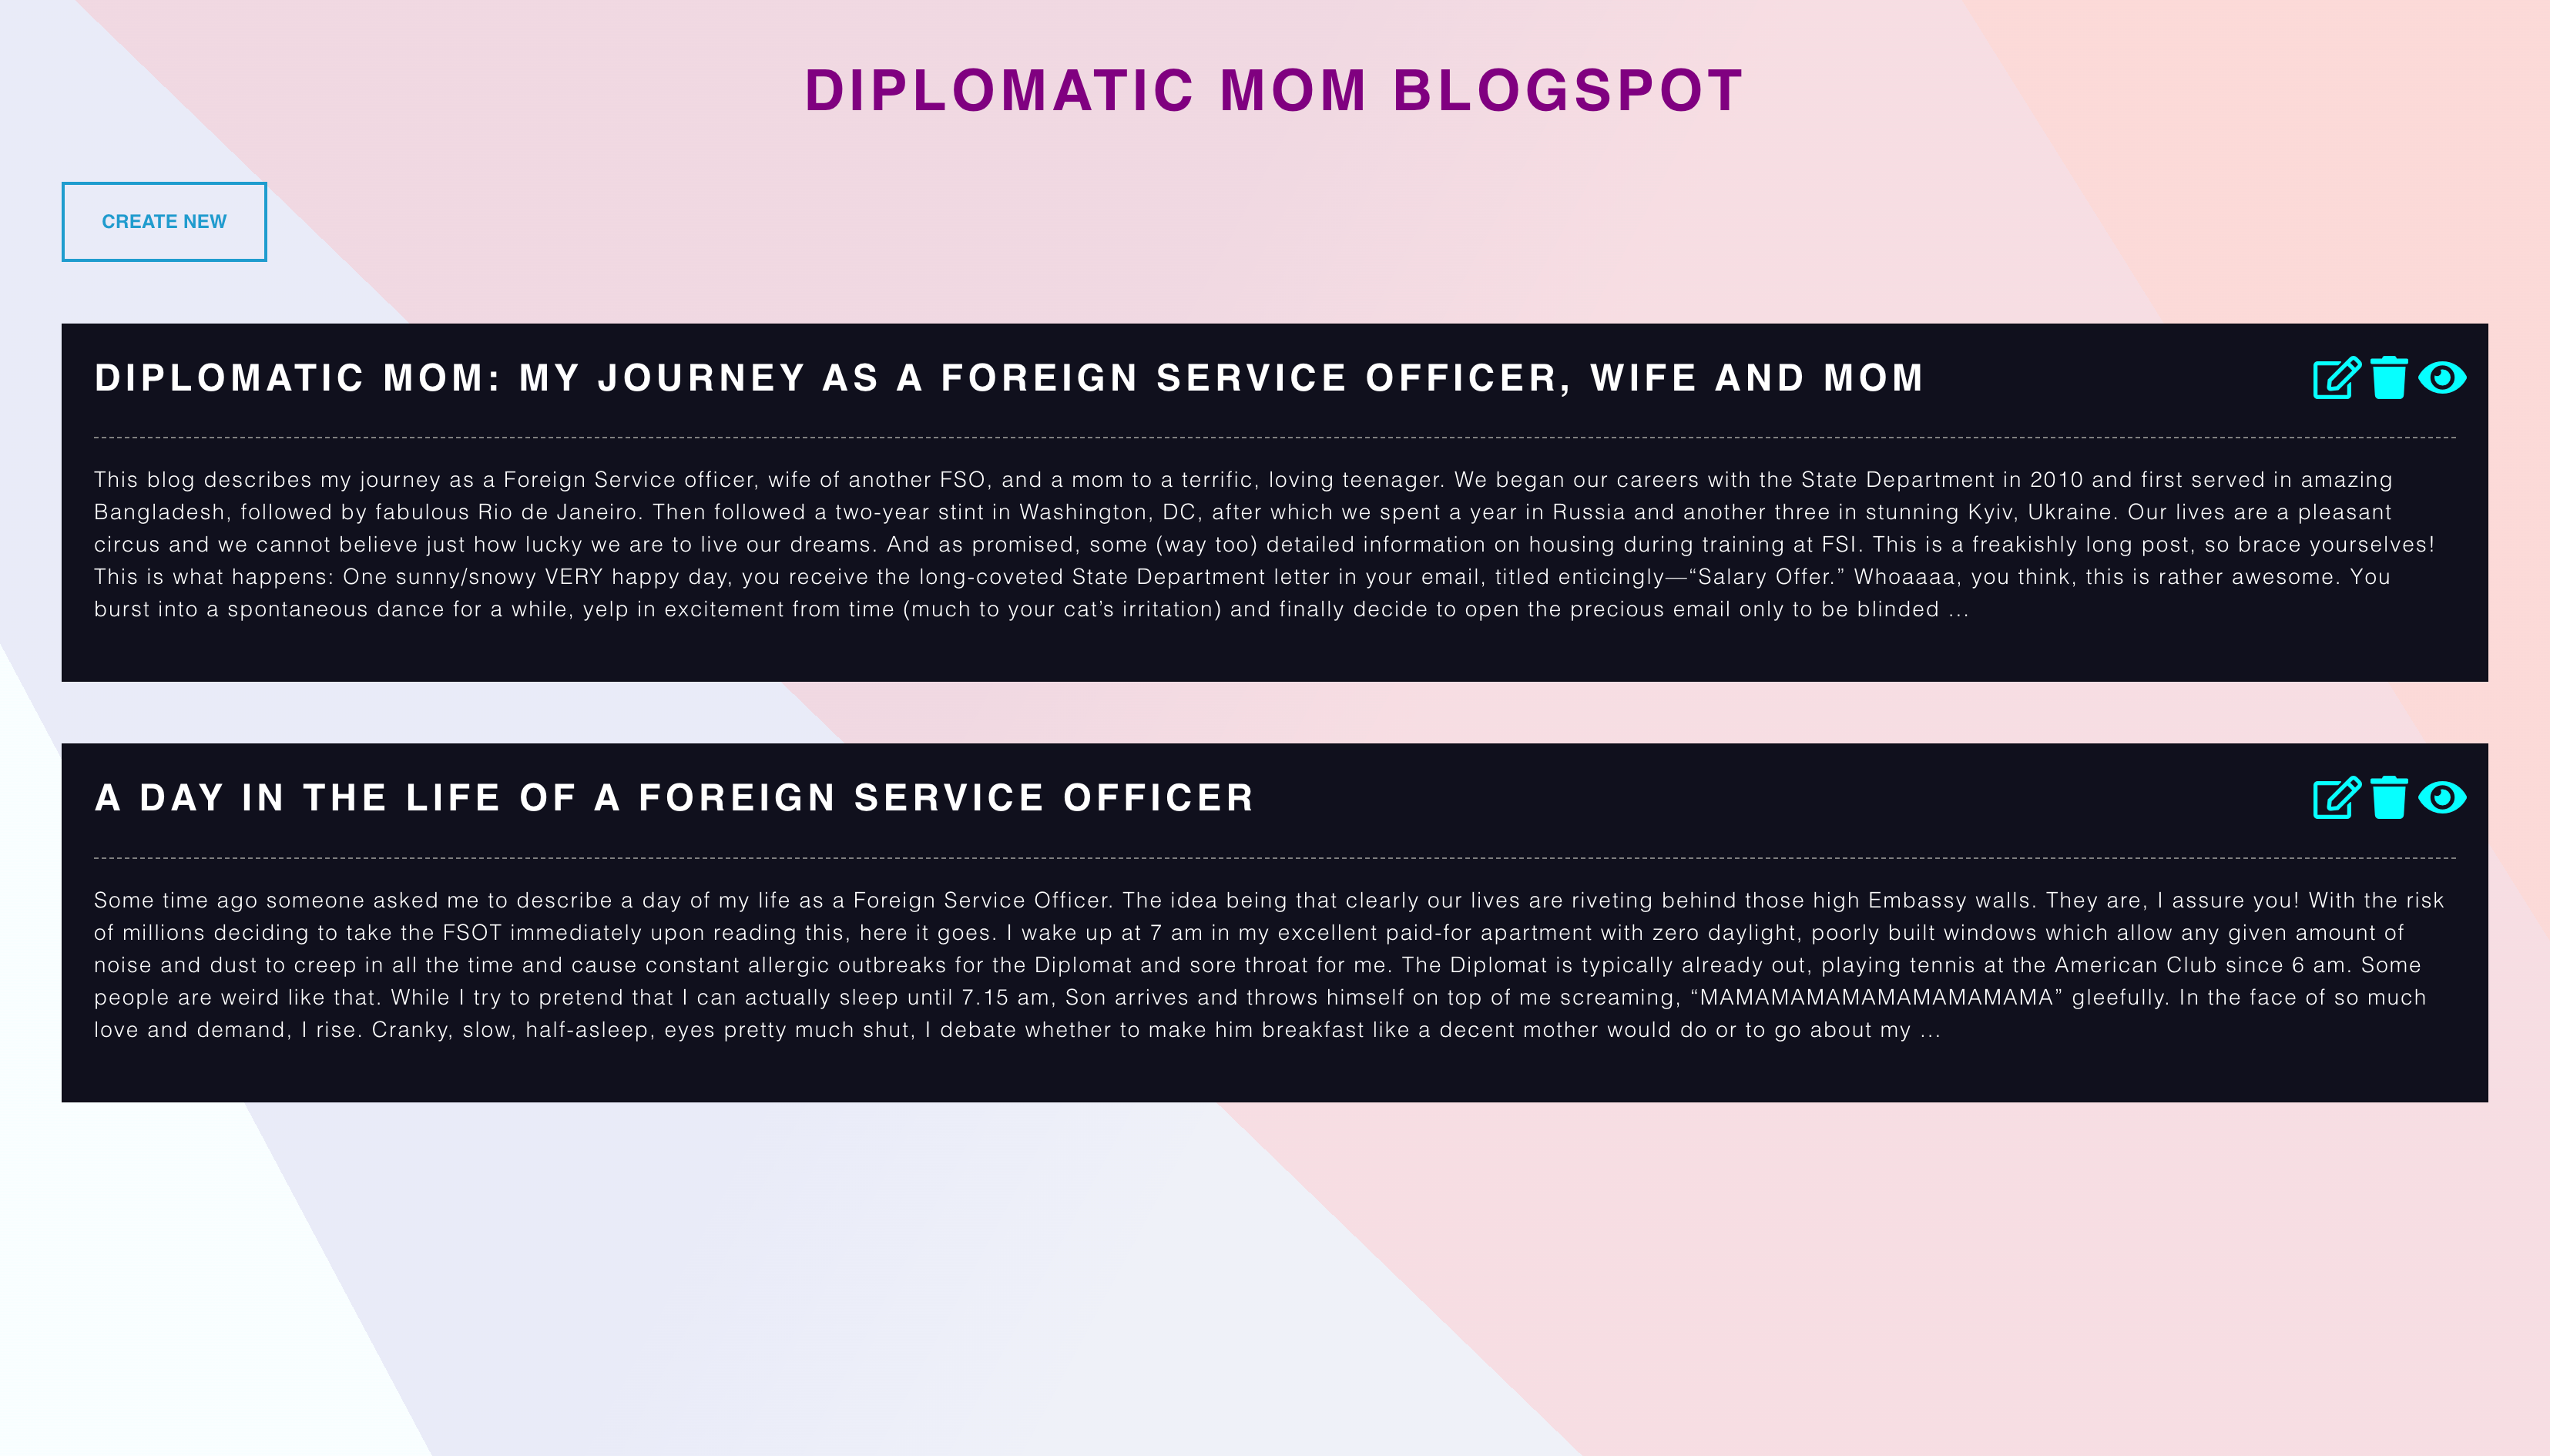 DIPLOMATIC MOM BLOGSPOT
CREATE NEW
DIPLOMATIC MOM: MY JOURNEY AS A FOREIGN SERVICE OFFICER, WIFE AND MOM
This blog describes my journey as a Foreign Service officer, wife of another FSO, and a mom to a terrific, loving teenager. We began our careers with the State Department in 2010 and first served in amazing
Bangladesh, followed by fabulous Rio de Janeiro. Then followed a two-year stint in Washington, DC, after which we spent a year in Russia and another three in stunning Kyiv, Ukraine. Our lives are a pleasant
circus and we cannot believe just how lucky we are to live our dreams. And as promised, some (way too) detailed information on housing during training at FSI. This is a freakishly long post, so brace yourselves!
This is what happens: One sunny/snowy VERY happy day, you receive the long-coveted State Department letter in your email, titled enticingly—“Salary Offer.” Whoaaaa, you think, this is rather awesome. You
burst into a spontaneous dance for a while, yelp in excitement from time (much to your cat’s irritation) and finally decide to open the precious email only to be blinded ...
A DAY IN THE LIFE OF A FOREIGN SERVICE OFFICER
Some time ago someone asked me to describe a day of my life as a Foreign Service Officer. The idea being that clearly our lives are riveting behind those high Embassy walls. They are, I assure you! With the risk
of millions deciding to take the FSOT immediately upon reading this, here it goes. I wake up at 7 am in my excellent paid-for apartment with zero daylight, poorly built windows which allow any given amount of
noise and dust to creep in all the time and cause constant allergic outbreaks for the Diplomat and sore throat for me. The Diplomat is typically already out, playing tennis at the American Club since 6 am. Some
people are weird like that. While I try to pretend that I can actually sleep until 7.15 am, Son arrives and throws himself on top of me screaming, “MAMAMAMAMAMAMAMAMAMA” gleefully. In the face of so much
love and demand, I rise. Cranky, slow, half-asleep, eyes pretty much shut, I debate whether to make him breakfast like a decent mother would do or to go about my ...